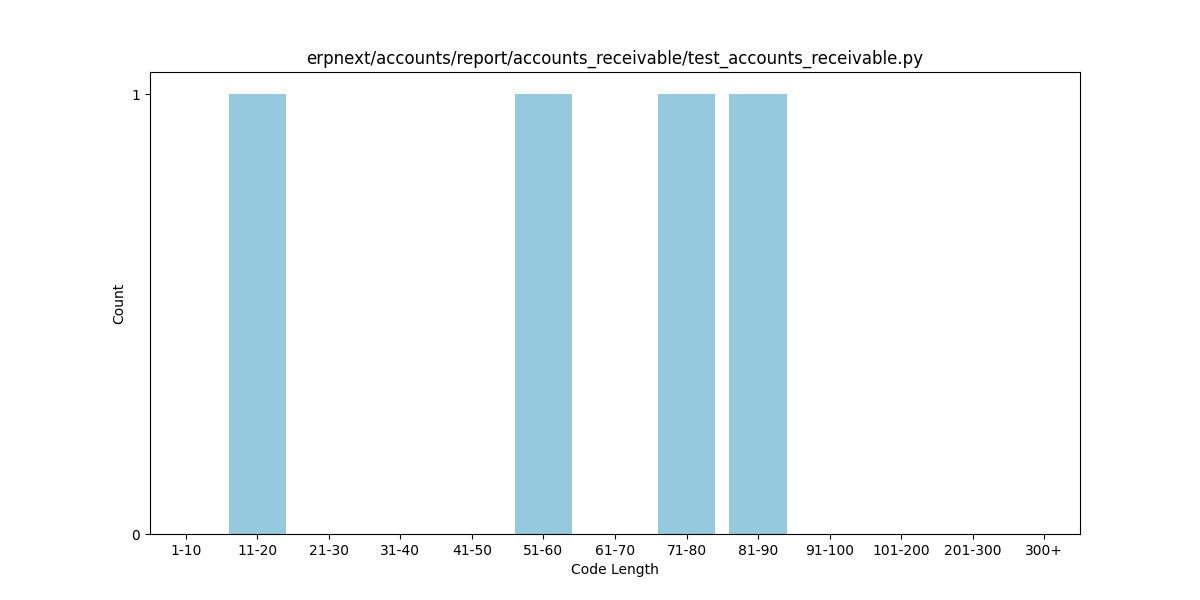 erpnext/accounts/report/accounts_receivable/test_accounts_receivable.py
1
Count
0
1-10 11-20 21-30 31-40 41-50 51-60 61-70 71-80 81-90 91-100 101-200 201-300 300+
Code Length